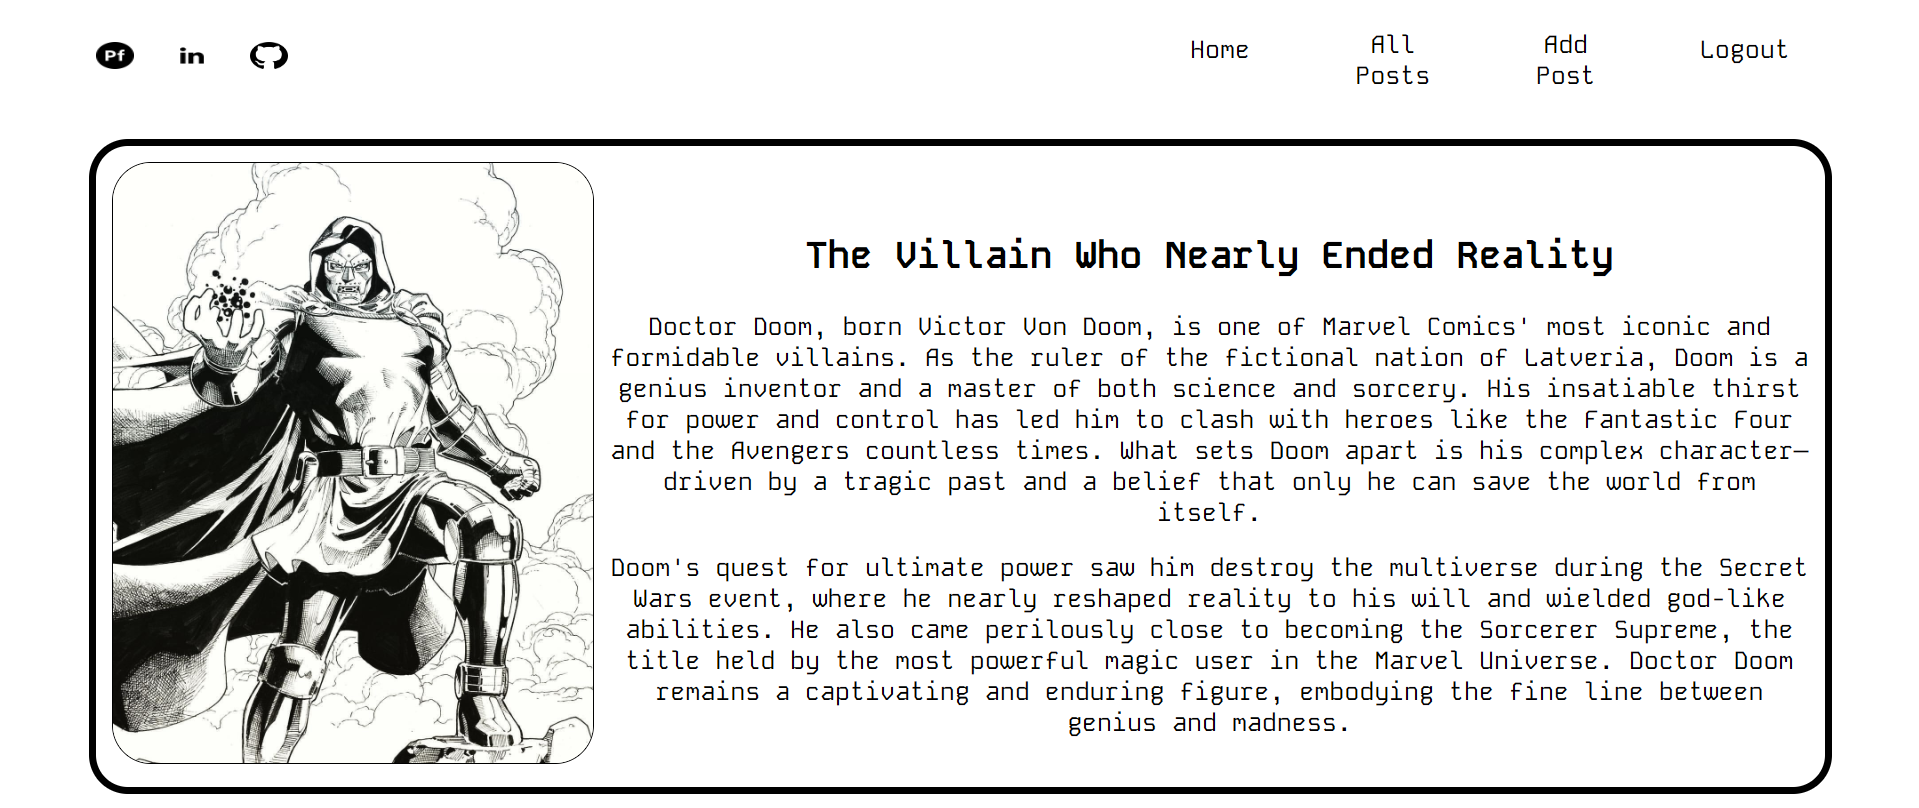 Pf
in
Home
All
Posts
Add
Post
Logout
The Villain Who Nearly Ended Reality
Doctor Doom, born Victor Von Doom, is one of Marvel Comics' most iconic and
formidable villains. As the ruler of the fictional nation of Latveria, Doom is a
genius inventor and a master of both science and sorcery. His insatiable thirst
for power and control has led him to clash with heroes like the Fantastic Four
and the Avengers countless times. What sets Doom apart is his complex character—
driven by a tragic past and a belief that only he can save the world from
itself.
Doom's quest for ultimate power saw him destroy the multiverse during the Secret
Wars event, where he nearly reshaped reality to his will and wielded god-like
abilities. He also came perilously close to becoming the Sorcerer Supreme, the
title held by the most powerful magic user in the Marvel Universe. Doctor Doom
remains a captivating and enduring figure, embodying the fine line between
genius and madness.